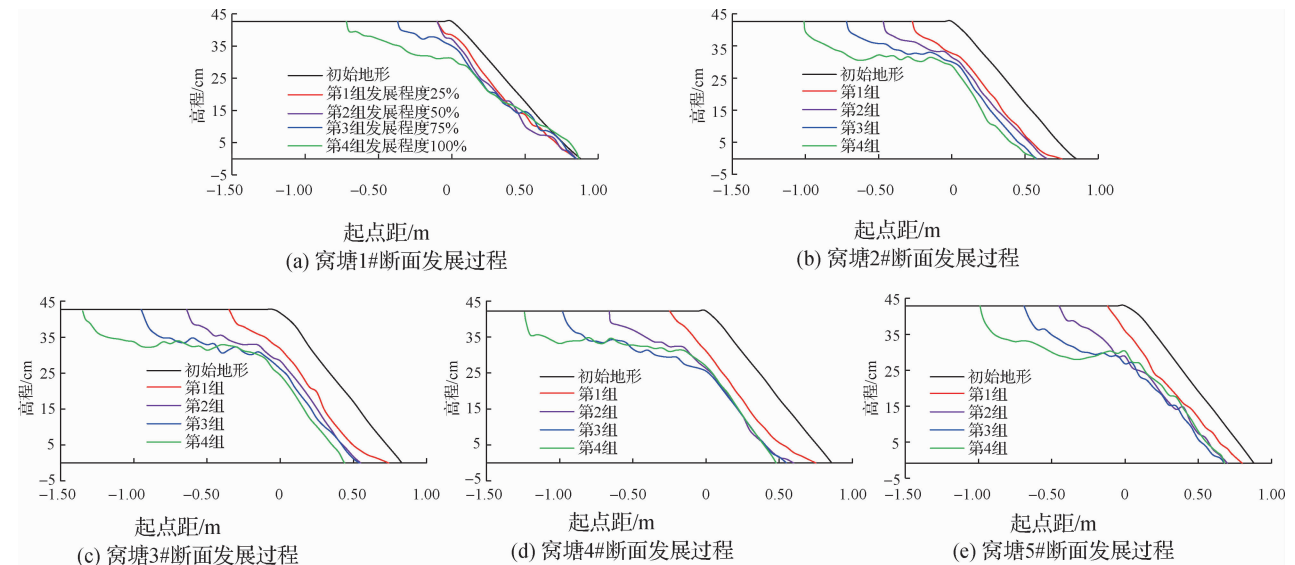 45
35
25
15
5
−5
高程/cm
初始地形
第1组发展程度25%
第2组发展程度50%
第3组发展程度75%
第4组发展程度100%
−1.50
−1.00
−0.50
0
0.50
1.00
起点距/m
(a) 窝塘1#断面发展过程
45
35
25
15
5
−5
高程/cm
初始地形
第1组
第2组
第3组
第4组
−1.50
−1.00
−0.50
0
0.50
1.00
起点距/m
(b) 窝塘2#断面发展过程
45
35
25
15
5
−5
高程/cm
初始地形
第1组
第2组
第3组
第4组
−1.50
−1.00
−0.50
0
0.50
1.00
起点距/m
(c) 窝塘3#断面发展过程
45
35
25
15
5
−5
高程/cm
初始地形
第1组
第2组
第3组
第4组
−1.50
−1.00
−0.50
0
0.50
1.00
起点距/m
(d) 窝塘4#断面发展过程
45
35
25
15
5
−5
高程/cm
初始地形
第1组
第2组
第3组
第4组
−1.50
−1.00
−0.50
0
0.50
1.00
起点距/m
(e) 窝塘5#断面发展过程